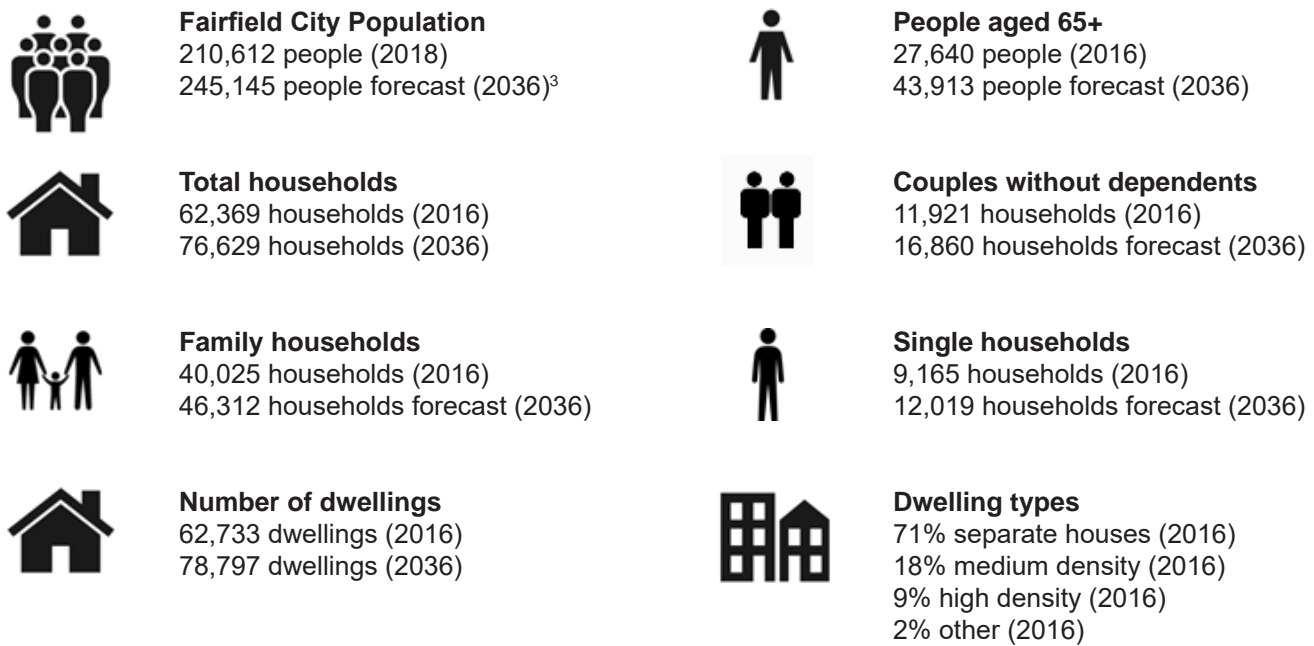 Fairfield City Population
210,612 people (2018)
245,145 people forecast (2036)³
People aged 65+
27,640 people (2016)
43,913 people forecast (2036)
Total households
62,369 households (2016)
76,629 households (2036)
Couples without dependents
11,921 households (2016)
16,860 households forecast (2036)
Family households
40,025 households (2016)
46,312 households forecast (2036)
Single households
9,165 households (2016)
12,019 households forecast (2036)
Number of dwellings
62,733 dwellings (2016)
78,797 dwellings (2036)
Dwelling types
71% separate houses (2016)
18% medium density (2016)
9% high density (2016)
2% other (2016)